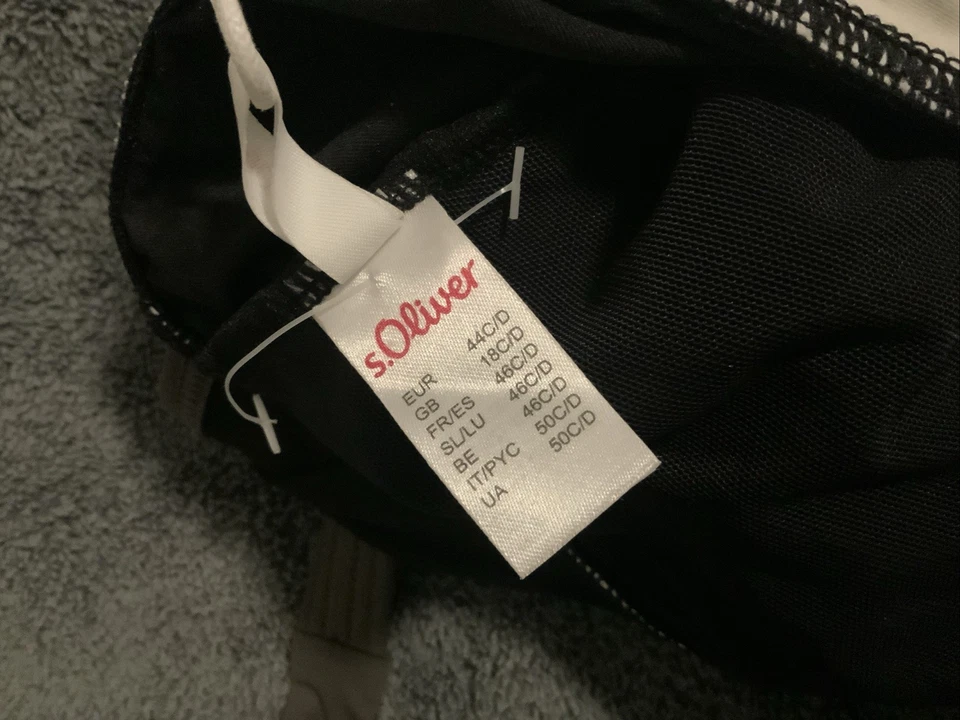 s.Oliver
EUR 44C/D
GB 18C/D
FR/ES 46C/D
SL/LU 46C/D
BE 46C/D
IT/PYC 50C/D
UA 50C/D